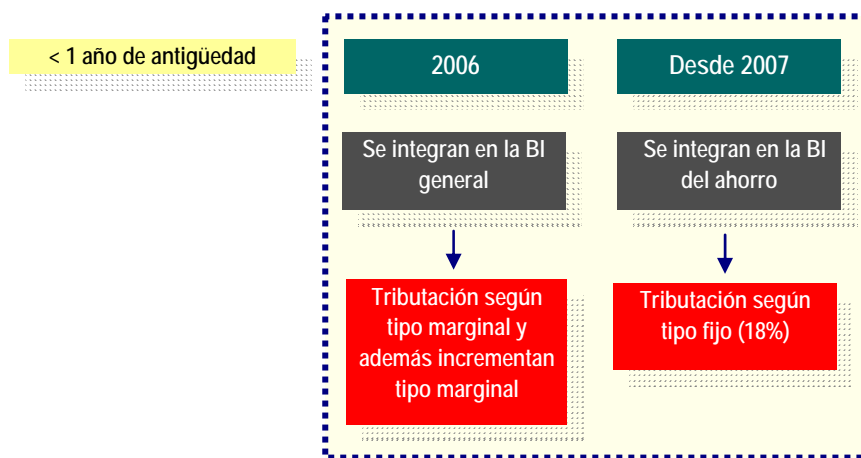 < 1 año de antigüedad
2006
Desde 2007
Se integran en la BI
general
Se integran en la BI
del ahorro
Tributación según
tipo marginal y
además incrementan
tipo marginal
Tributación según
tipo fijo (18%)